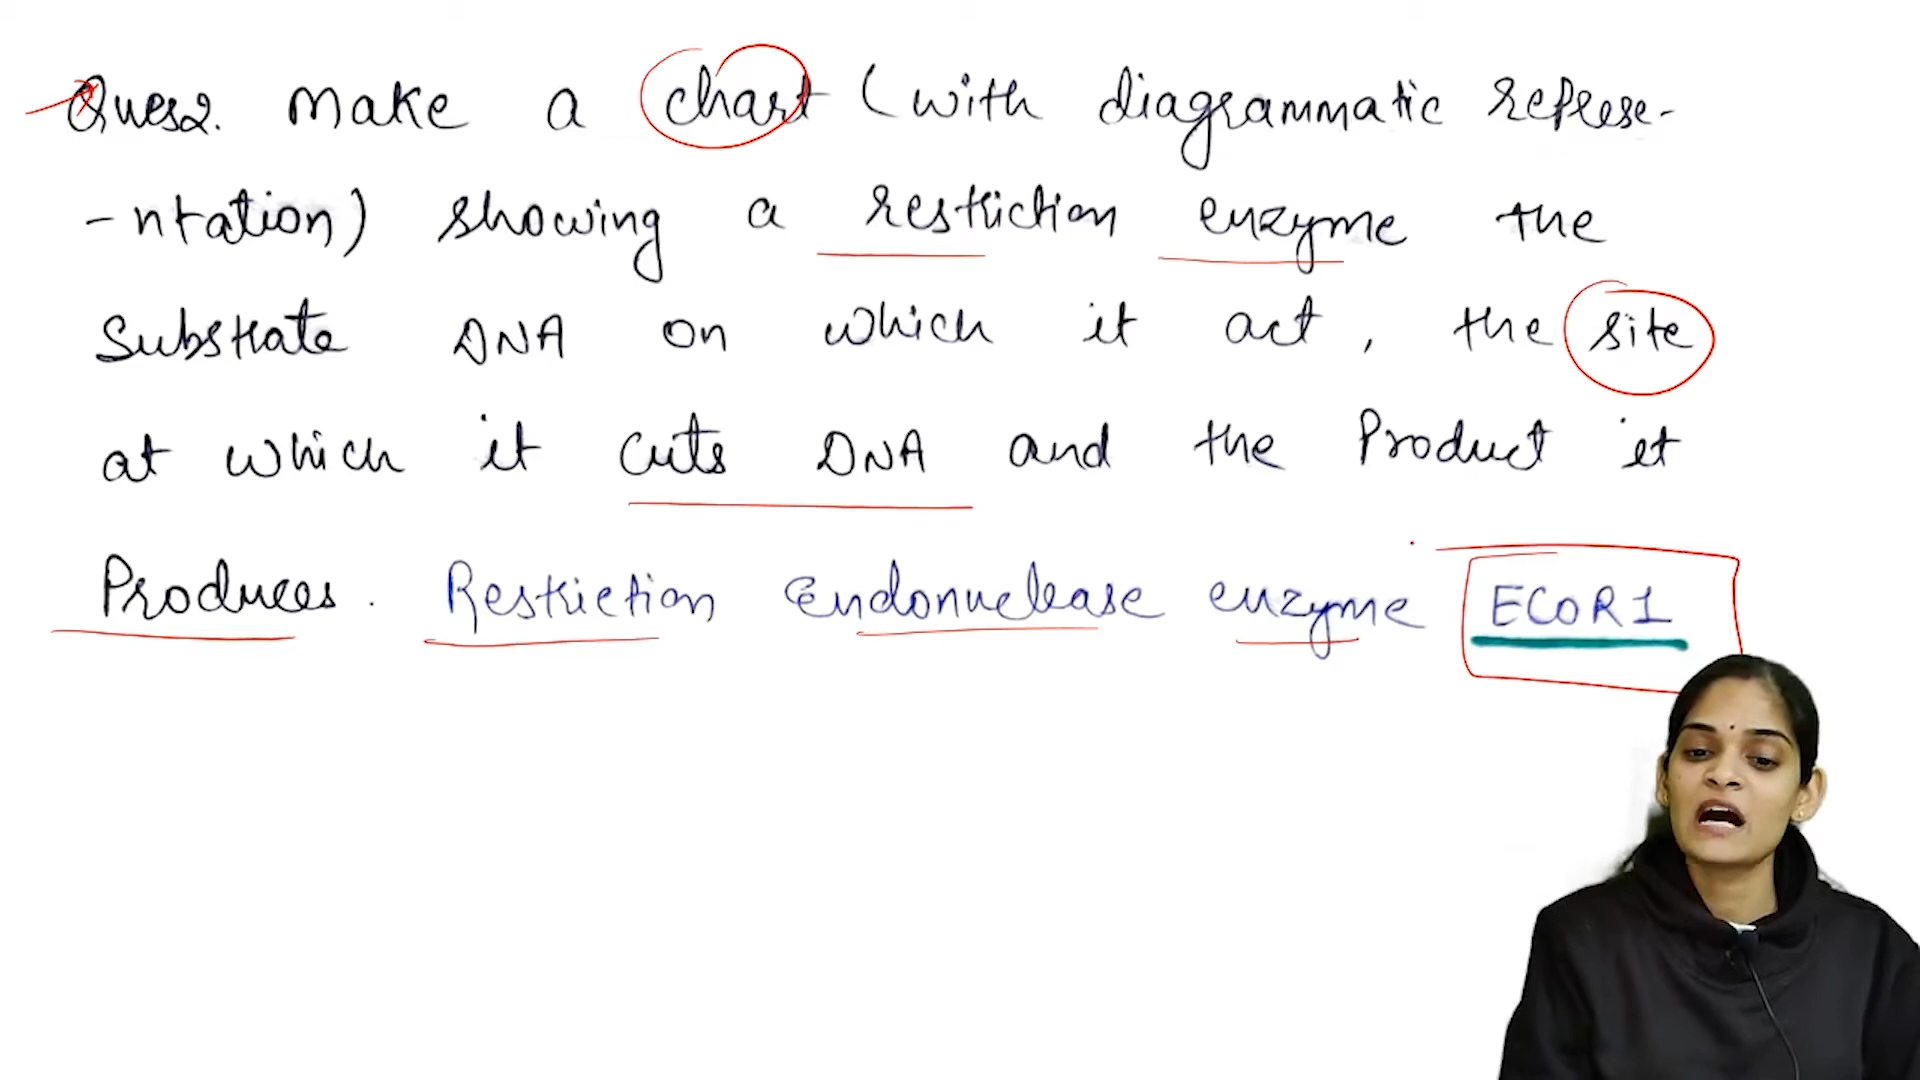 Ques2. Make a chart (with diagrammatic represe-
-ntation) showing a restriction enzyme the
Substrate DNA on which it act, the site
at which it cuts DNA and the Product it
Produces. Restriction Endonuclease enzyme ECOR1